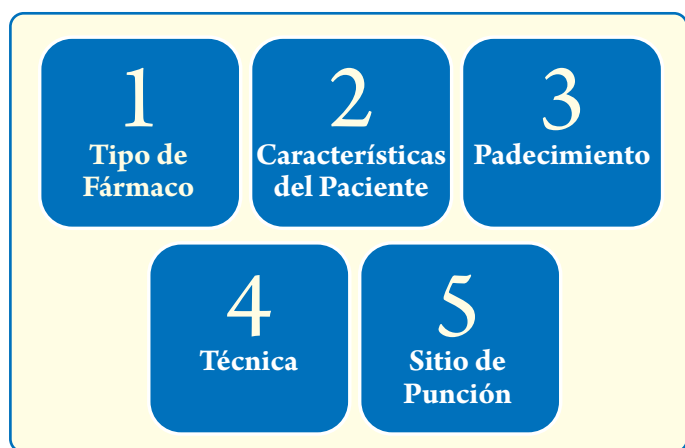 1
Tipo de
Fármaco
2
Características
del Paciente
3
Padecimiento
4
Técnica
5
Sitio de
Punción